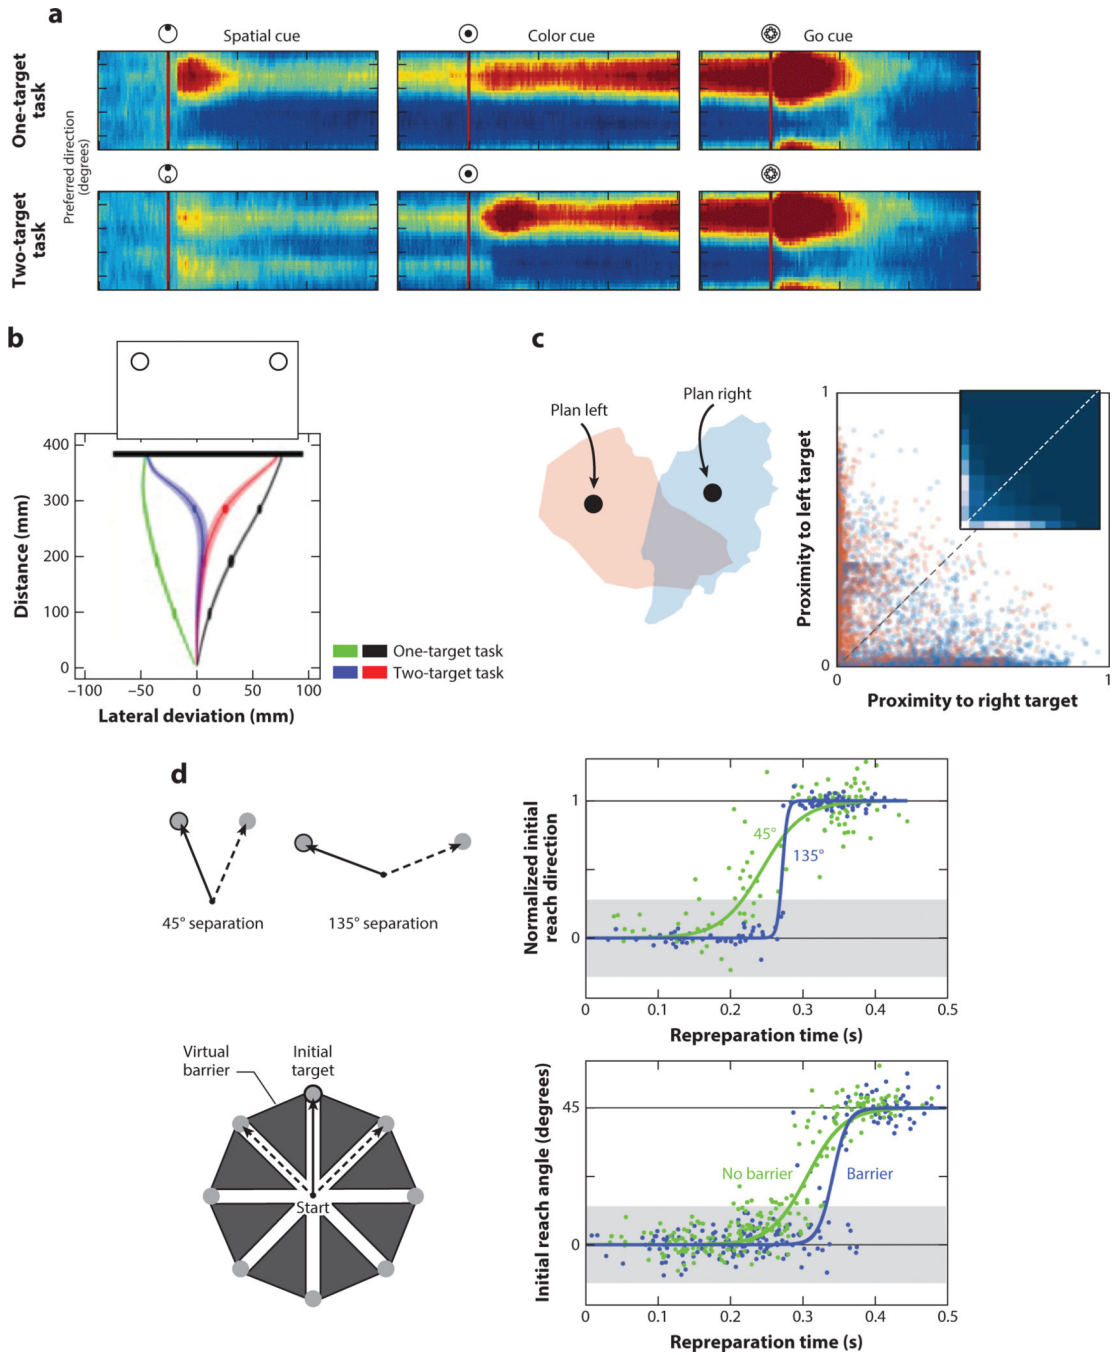 a
Spatial cue
Color cue
Go cue
One-target
task
Two-target
task
Preferred direction
(degrees)
b
400
300
200
100
0
Distance (mm)
−100
−50
0
50
100
Lateral deviation (mm)
One-target task
Two-target task
c
Plan left
Plan right
1
0
Proximity to left target
0
1
Proximity to right target
d
45° separation
135° separation
1
0
Normalized initial
reach direction
45°
135°
0
0.1
0.2
0.3
0.4
0.5
Repreparation time (s)
Virtual
barrier
Initial
target
Start
45
0
Initial reach angle (degrees)
No barrier
Barrier
0
0.1
0.2
0.3
0.4
0.5
Repreparation time (s)